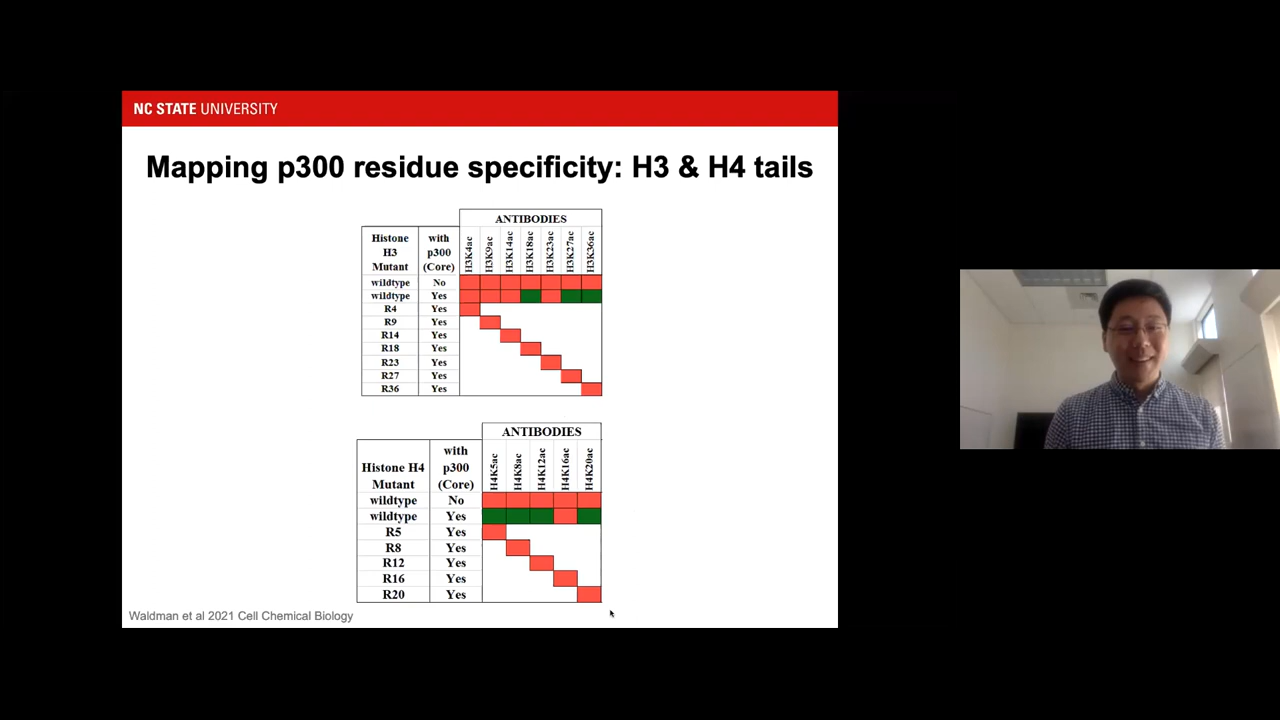 NC STATE UNIVERSITY
Mapping p300 residue specificity: H3 & H4 tails
ANTIBODIES
Histone H3 Mutant with p300 (Core) H3K4ac H3K9ac H3K14ac H3K18ac H3K23ac H3K27ac H3K36ac
wildtype No
wildtype Yes
R4 Yes
R9 Yes
R14 Yes
R18 Yes
R23 Yes
R27 Yes
R36 Yes
ANTIBODIES
Histone H4 Mutant with p300 (Core) H4K5ac H4K8ac H4K12ac H4K16ac H4K20ac
wildtype No
wildtype Yes
R5 Yes
R8 Yes
R12 Yes
R16 Yes
R20 Yes
Waldman et al 2021 Cell Chemical Biology